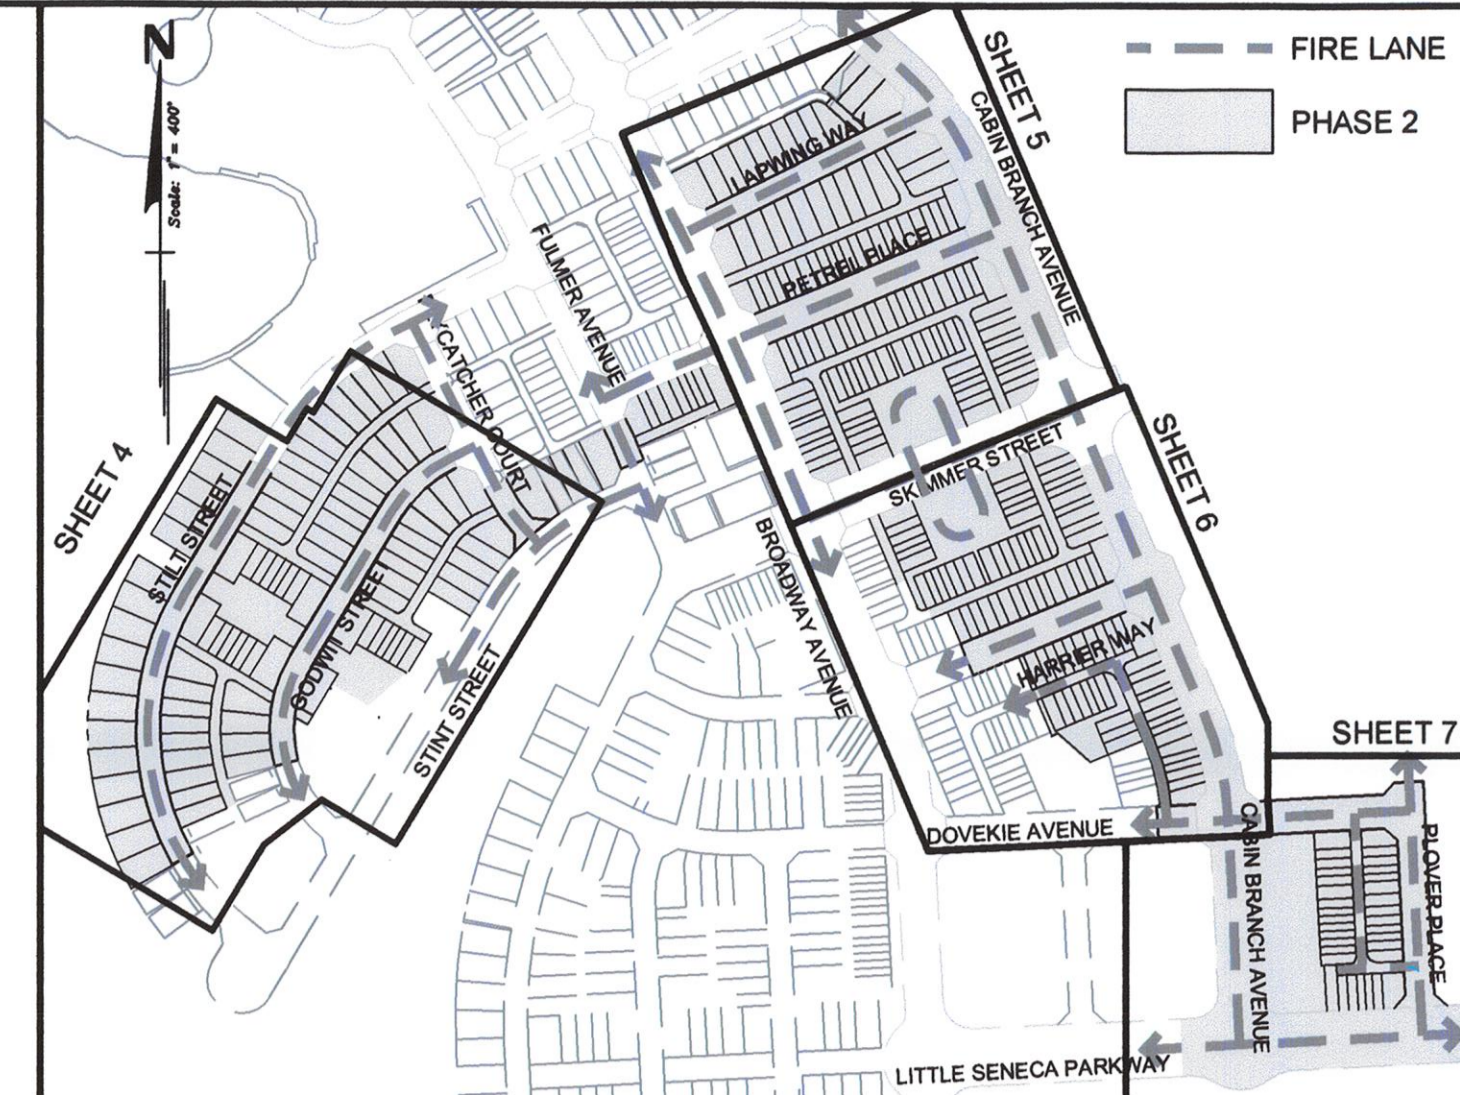 N
Scale: 1" = 400'
FIRE LANE
PHASE 2
SHEET 5
CABIN BRANCH AVENUE
LAPWING WAY
PETREL PLACE
FULMER AVENUE
CATCHER COURT
SHEET 4
STILT STREET
GODWIT STREET
STINT STREET
SKIMMER STREET
SHEET 6
BROADWAY AVENUE
HARRIER WAY
SHEET 7
DOVEKIE AVENUE
CABIN BRANCH AVENUE
PLOVER PLACE
LITTLE SENECA PARKWAY